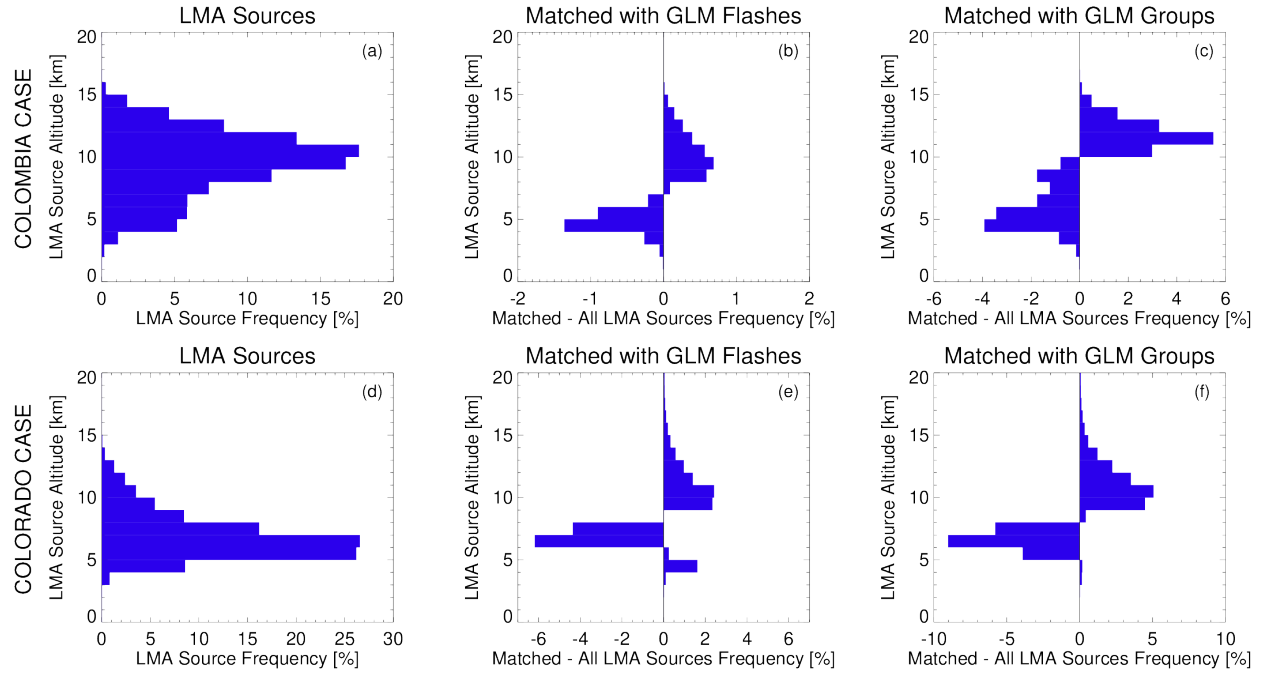 LMA Sources
Matched with GLM Flashes
Matched with GLM Groups
COLOMBIA CASE
LMA Source Altitude [km]
20
15
10
5
0
(a)
0
5
10
15
20
LMA Source Frequency [%]
LMA Source Altitude [km]
20
15
10
5
0
(b)
-2
-1
0
1
2
Matched - All LMA Sources Frequency [%]
LMA Source Altitude [km]
20
15
10
5
0
(c)
-6
-4
-2
0
2
4
6
Matched - All LMA Sources Frequency [%]
LMA Sources
Matched with GLM Flashes
Matched with GLM Groups
COLORADO CASE
LMA Source Altitude [km]
20
15
10
5
0
(d)
0
5
10
15
20
25
30
LMA Source Frequency [%]
LMA Source Altitude [km]
20
15
10
5
0
(e)
-6
-4
-2
0
2
4
6
Matched - All LMA Sources Frequency [%]
LMA Source Altitude [km]
20
15
10
5
0
(f)
-10
-5
0
5
10
Matched - All LMA Sources Frequency [%]